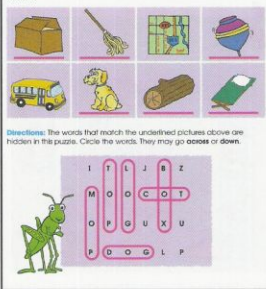 Directions: The words that match the underlined pictures above are
hidden in this puzzle. Circle the words. They may go across or down.
I T L J B Z
M O O C O T
O P G U X U
P D O G L P